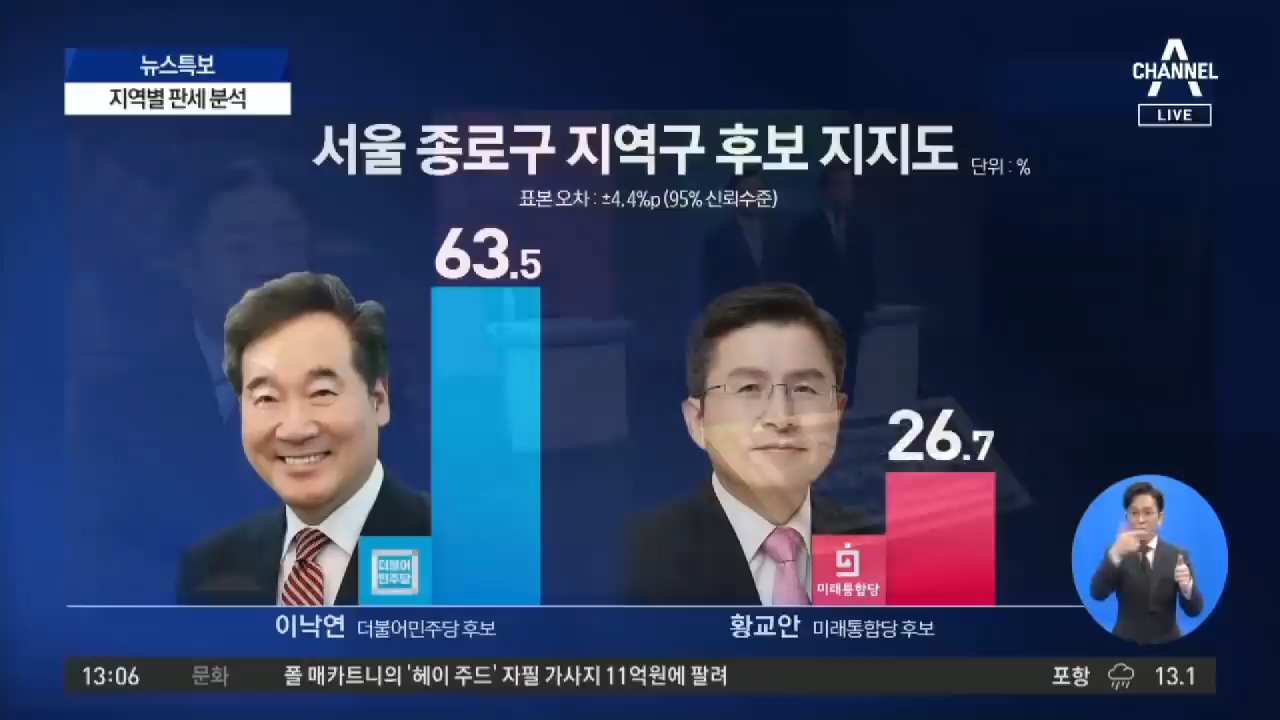 뉴스특보
지역별 판세 분석
CHANNEL A
LIVE
서울 종로구 지역구 후보 지지도 단위 : %
표본 오차 : ±4.4%p (95% 신뢰수준)
63.5
26.7
더불어
민주당
미래통합당
이낙연 더불어민주당 후보
황교안 미래통합당 후보
13:06 문화 폴 매카트니의 '헤이 주드' 자필 가사지 11억원에 팔려 포항 13.1